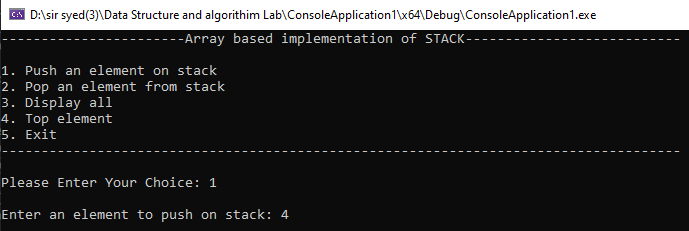 D:\sir syed(3)\Data Structure and algorithim Lab\ConsoleApplication1\x64\Debug\ConsoleApplication1.exe
-----------------------Array based implementation of STACK---------------------------
1. Push an element on stack
2. Pop an element from stack
3. Display all
4. Top element
5. Exit
-------------------------------------------------------------------------------------
Please Enter Your Choice: 1
Enter an element to push on stack: 4